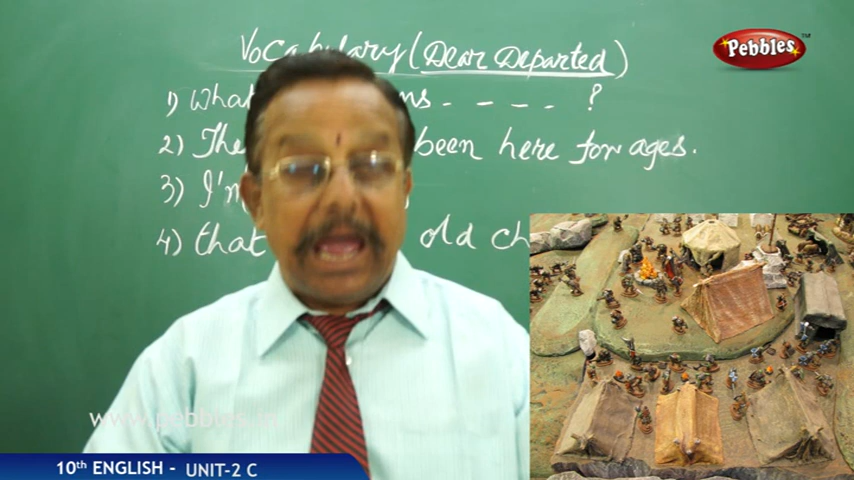 Vocabulary (Dear Departed)
Pebbles™
1) What ns - - - - ?
2) The been here for ages.
3) I'm
4) that old ch
www.pebbles.in
10th ENGLISH - UNIT-2 C